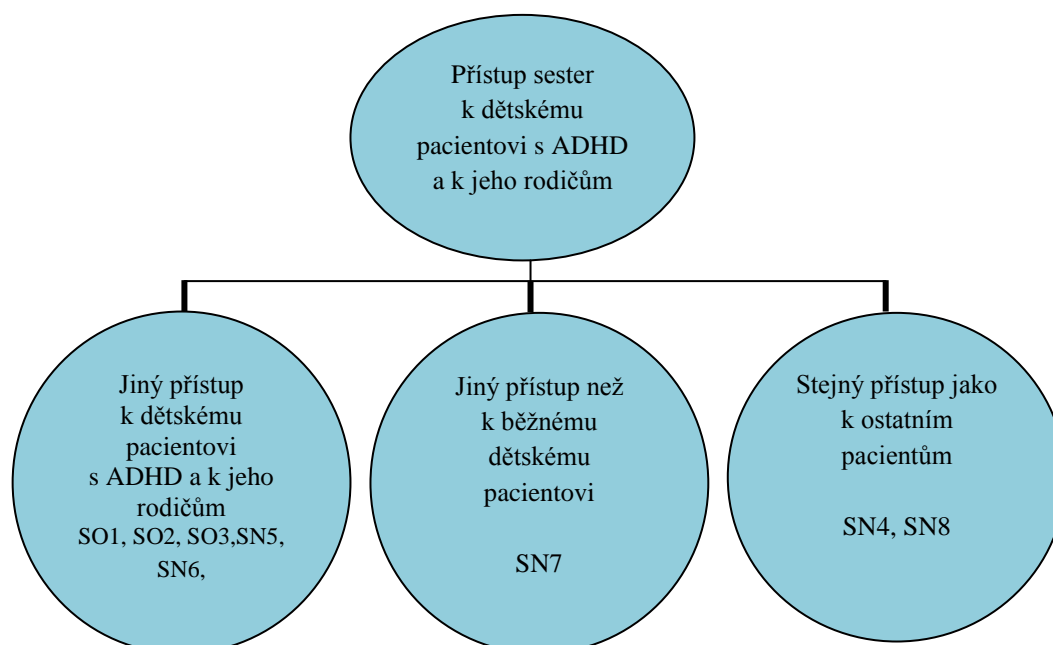 Přístup sester
k dětskému
pacientovi s ADHD
a k jeho rodičům
Jiný přístup
k dětskému
pacientovi
s ADHD a k jeho
rodičům
SO1, SO2, SO3,SN5,
SN6,
Jiný přístup než
k běžnému
dětskému
pacientovi
SN7
Stejný přístup jako
k ostatním
pacientům
SN4, SN8